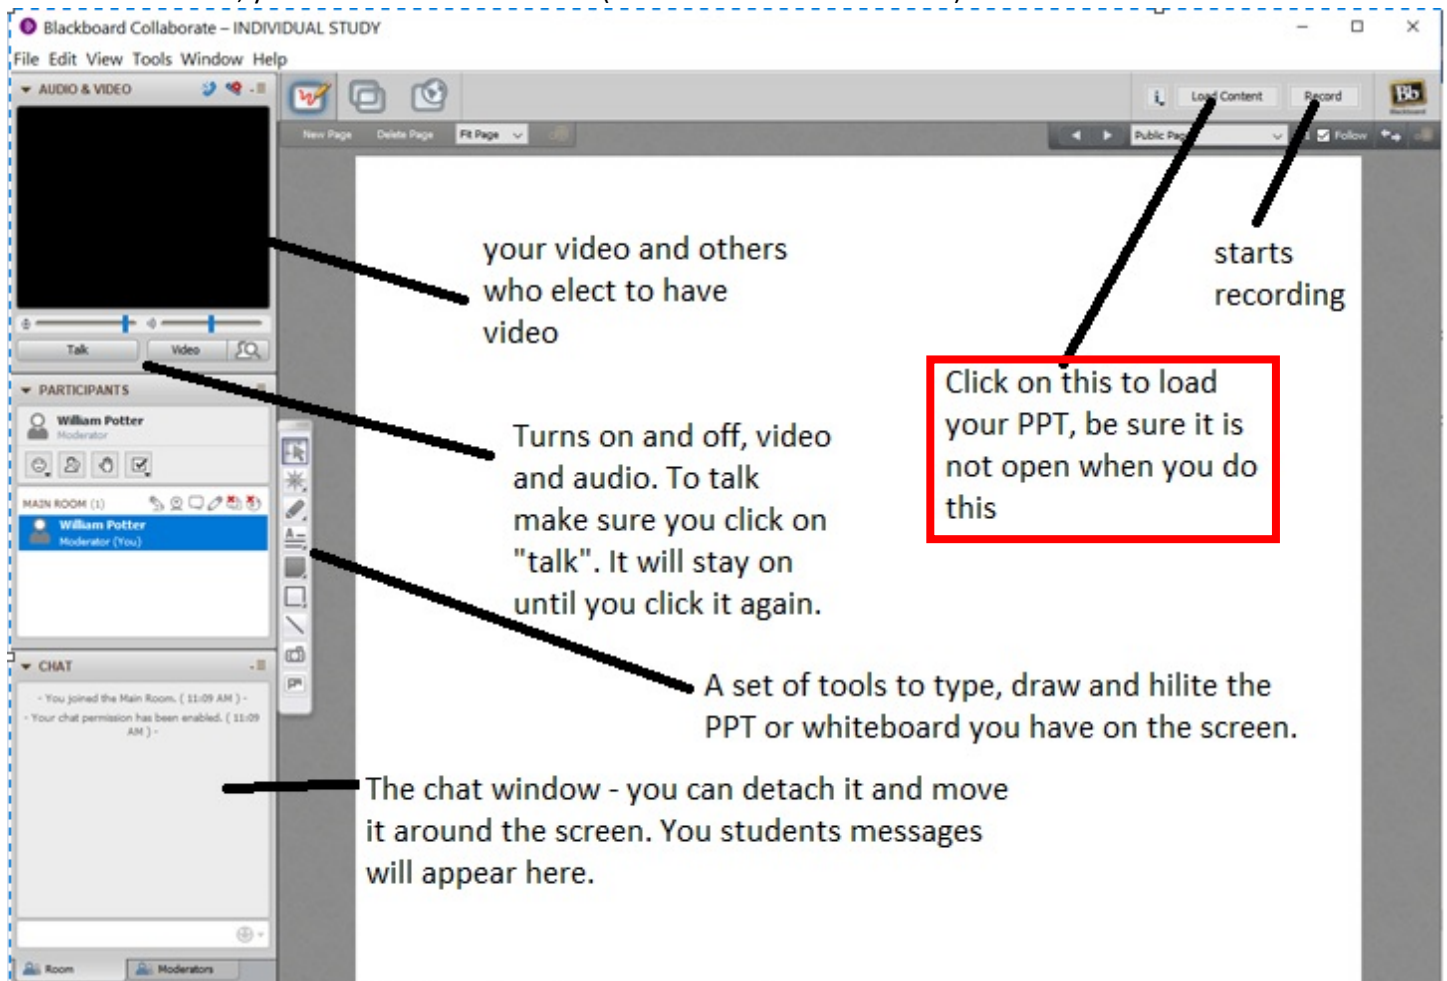 Blackboard Collaborate – INDIVIDUAL STUDY
File Edit View Tools Window Help
AUDIO & VIDEO
Load Content
Record
Bb
New Page
Delete Page
Fit Page
Public Pag
Follow
Talk
Video
your video and others
who elect to have
video
starts
recording
Click on this to load
your PPT, be sure it is
not open when you do
this
PARTICIPANTS
William Potter
Moderator
MAIN ROOM (1)
William Potter
Moderator (You)
Turns on and off, video
and audio. To talk
make sure you click on
"talk". It will stay on
until you click it again.
A set of tools to type, draw and hilite the
PPT or whiteboard you have on the screen.
CHAT
- You joined the Main Room. ( 11:09 AM ) -
- Your chat permission has been enabled. ( 11:09
AM ) -
The chat window - you can detach it and move
it around the screen. You students messages
will appear here.
Room
Moderators